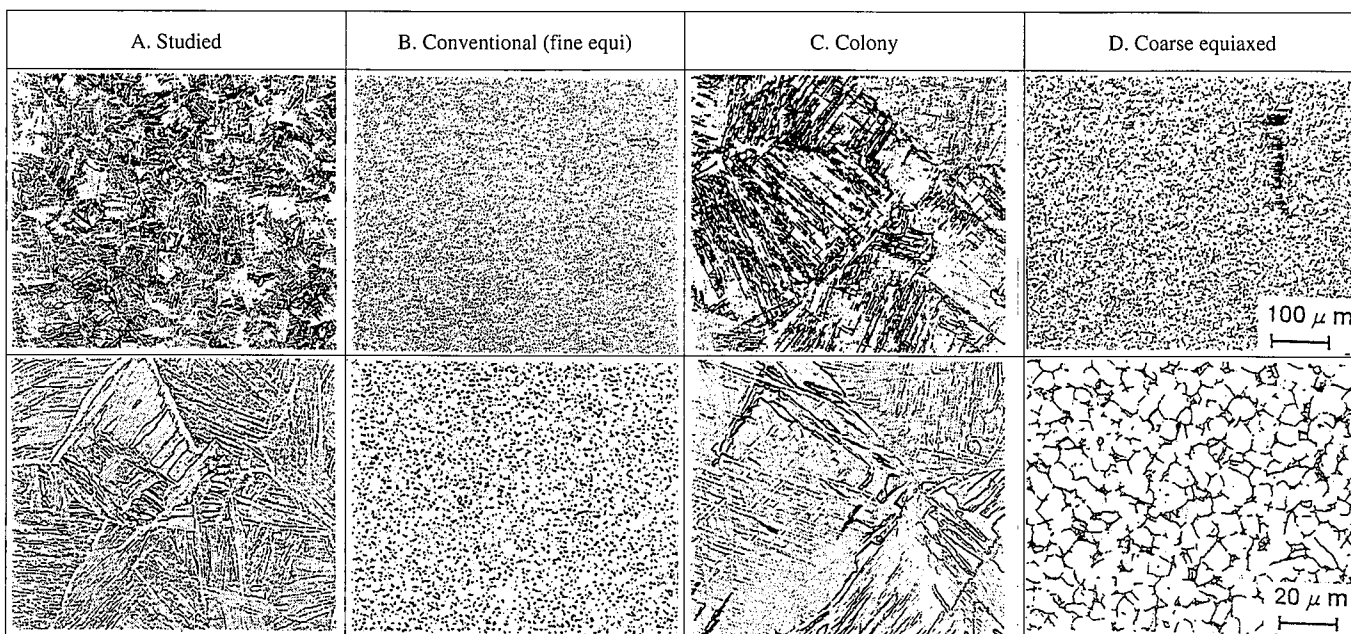 A. Studied
B. Conventional (fine equi)
C. Colony
D. Coarse equiaxed
100 μ m
20 μ m